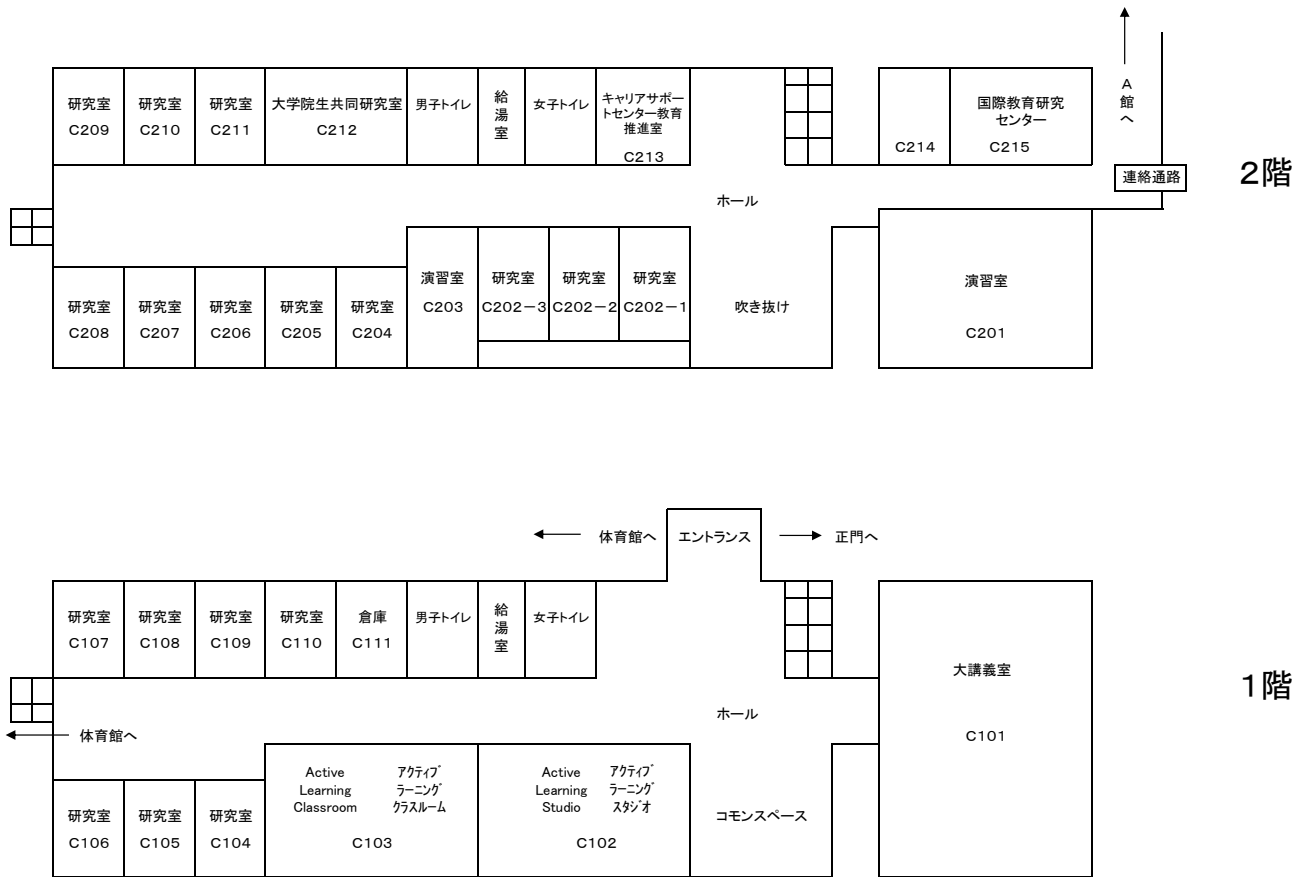 研究室
C209
研究室
C210
研究室
C211
大学院生共同研究室
C212
男子トイレ
給
湯
室
女子トイレ
キャリアサポー
トセンター教育
推進室
C213
C214
国際教育研究
センター
C215
A
館
へ
連絡通路
2階
ホール
研究室
C208
研究室
C207
研究室
C206
研究室
C205
研究室
C204
演習室
C203
研究室
C202-3
研究室
C202-2
研究室
C202-1
吹き抜け
演習室
C201
体育館へ
エントランス
正門へ
研究室
C107
研究室
C108
研究室
C109
研究室
C110
倉庫
C111
男子トイレ
給
湯
室
女子トイレ
大講義室
C101
1階
ホール
体育館へ
研究室
C106
研究室
C105
研究室
C104
Active
Learning
Classroom
ｱｸﾃｨﾌﾞ
ﾗｰﾆﾝｸﾞ
ｸﾗｽﾙｰﾑ
C103
Active
Learning
Studio
ｱｸﾃｨﾌﾞ
ﾗｰﾆﾝｸﾞ
ｽﾀｼﾞｵ
C102
コモンスペース